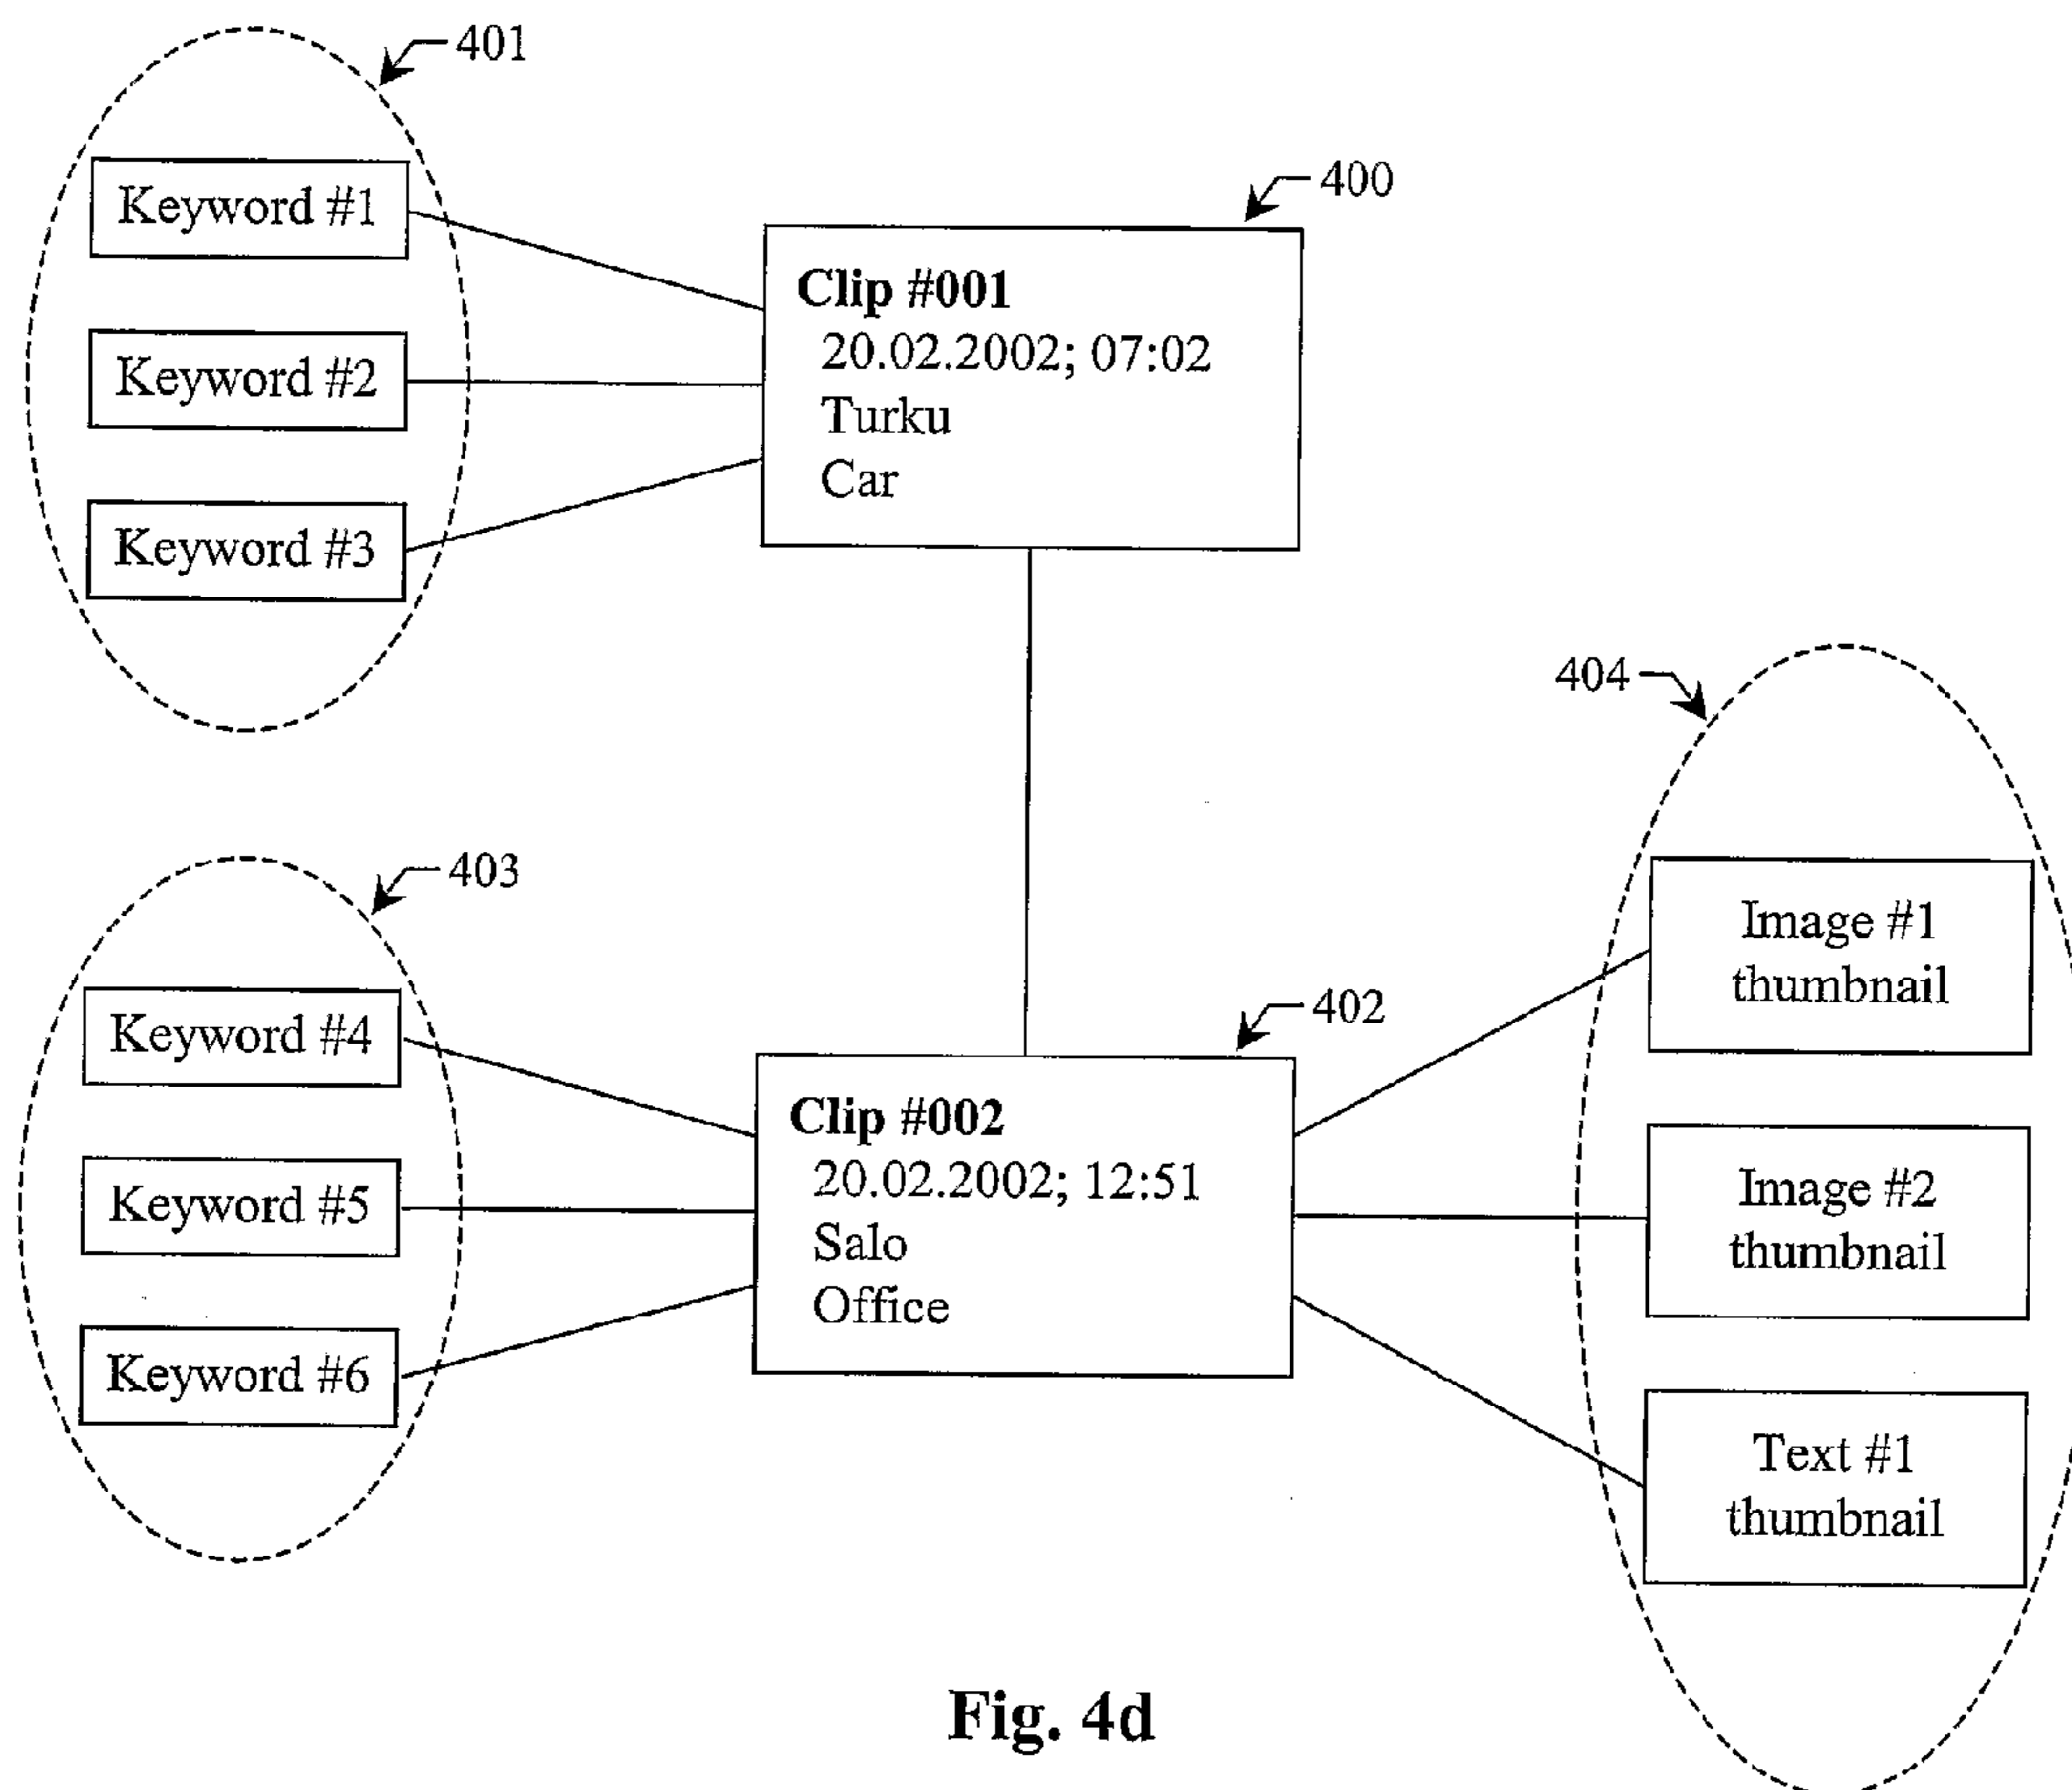 401
Keyword #1
Keyword #2
Keyword #3
400
Clip #001
20.02.2002; 07:02
Turku
Car
404
403
Keyword #4
Keyword #5
Keyword #6
402
Clip #002
20.02.2002; 12:51
Salo
Office
Image #1
thumbnail
Image #2
thumbnail
Text #1
thumbnail
Fig. 4d